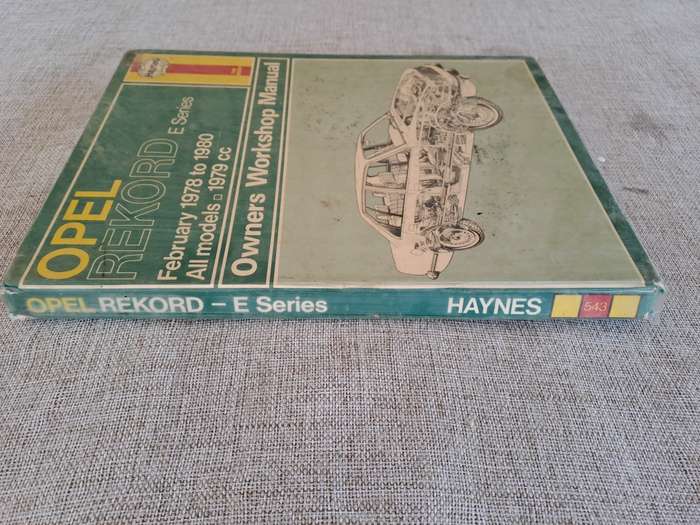 OPEL
REKORD E Series
February 1978 to 1980
All models □ 1979 cc
Owners Workshop Manual
OPEL REKORD – E Series HAYNES 543